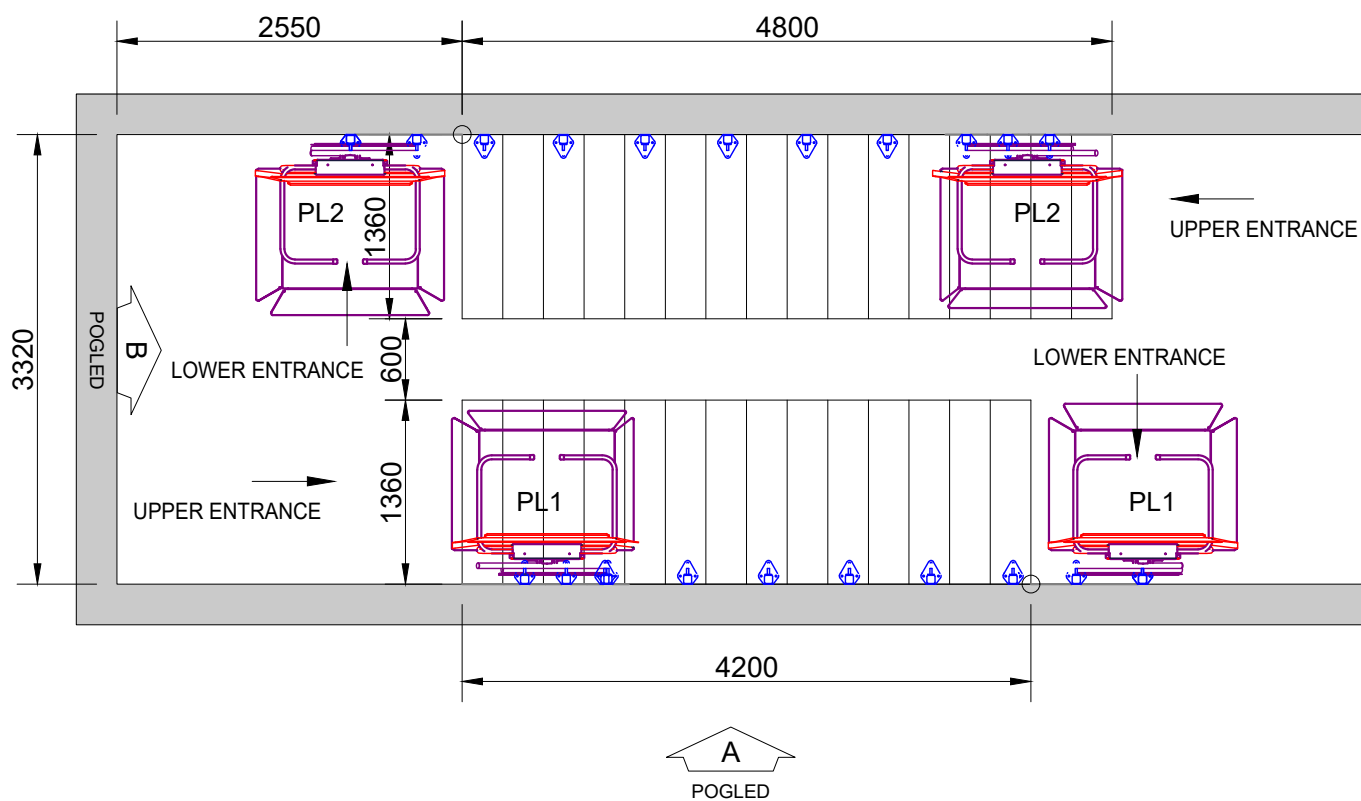 2550
4800
PL2
1360
PL2
UPPER ENTRANCE
3320
POGLED
B
LOWER ENTRANCE
600
LOWER ENTRANCE
1360
UPPER ENTRANCE
PL1
PL1
4200
A
POGLED